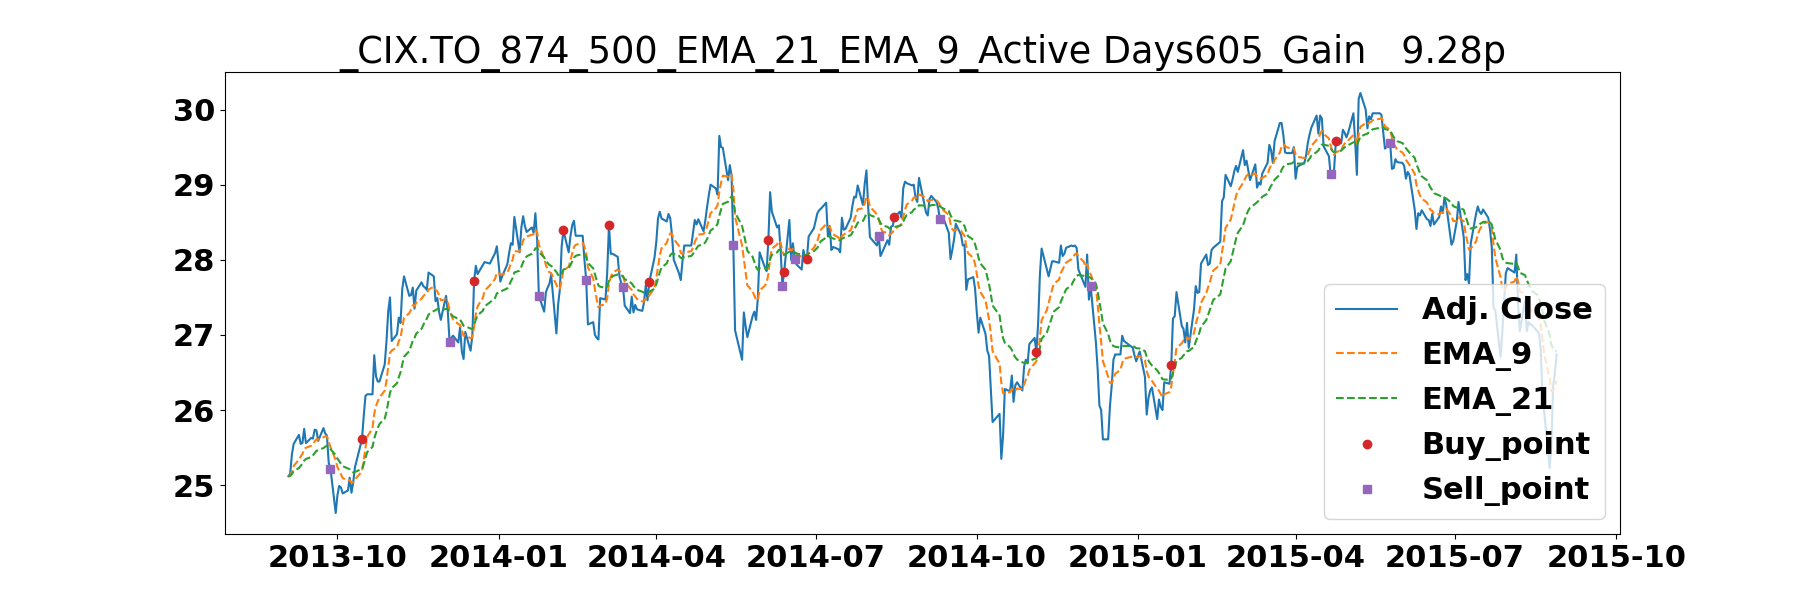 _CIX.TO_874_500_EMA_21_EMA_9_Active Days605_Gain   9.28p
30
29
28
27
26
25
Adj. Close
EMA_9
EMA_21
Buy_point
Sell_point
2013-10 2014-01 2014-04 2014-07 2014-10 2015-01 2015-04 2015-07 2015-10